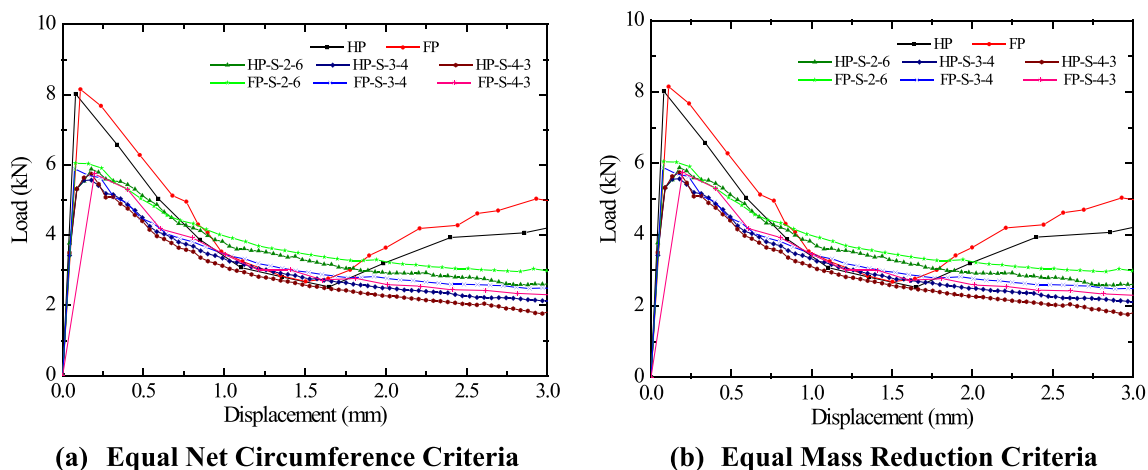 10
8
6
4
2
0
Load (kN)
HP FP
HP-S-2-6 HP-S-3-4 HP-S-4-3
FP-S-2-6 FP-S-3-4 FP-S-4-3
0.0 0.5 1.0 1.5 2.0 2.5 3.0
Displacement (mm)
(a) Equal Net Circumference Criteria
10
8
6
4
2
0
Load (kN)
HP FP
HP-S-2-6 HP-S-3-4 HP-S-4-3
FP-S-2-6 FP-S-3-4 FP-S-4-3
0.0 0.5 1.0 1.5 2.0 2.5 3.0
Displacement (mm)
(b) Equal Mass Reduction Criteria